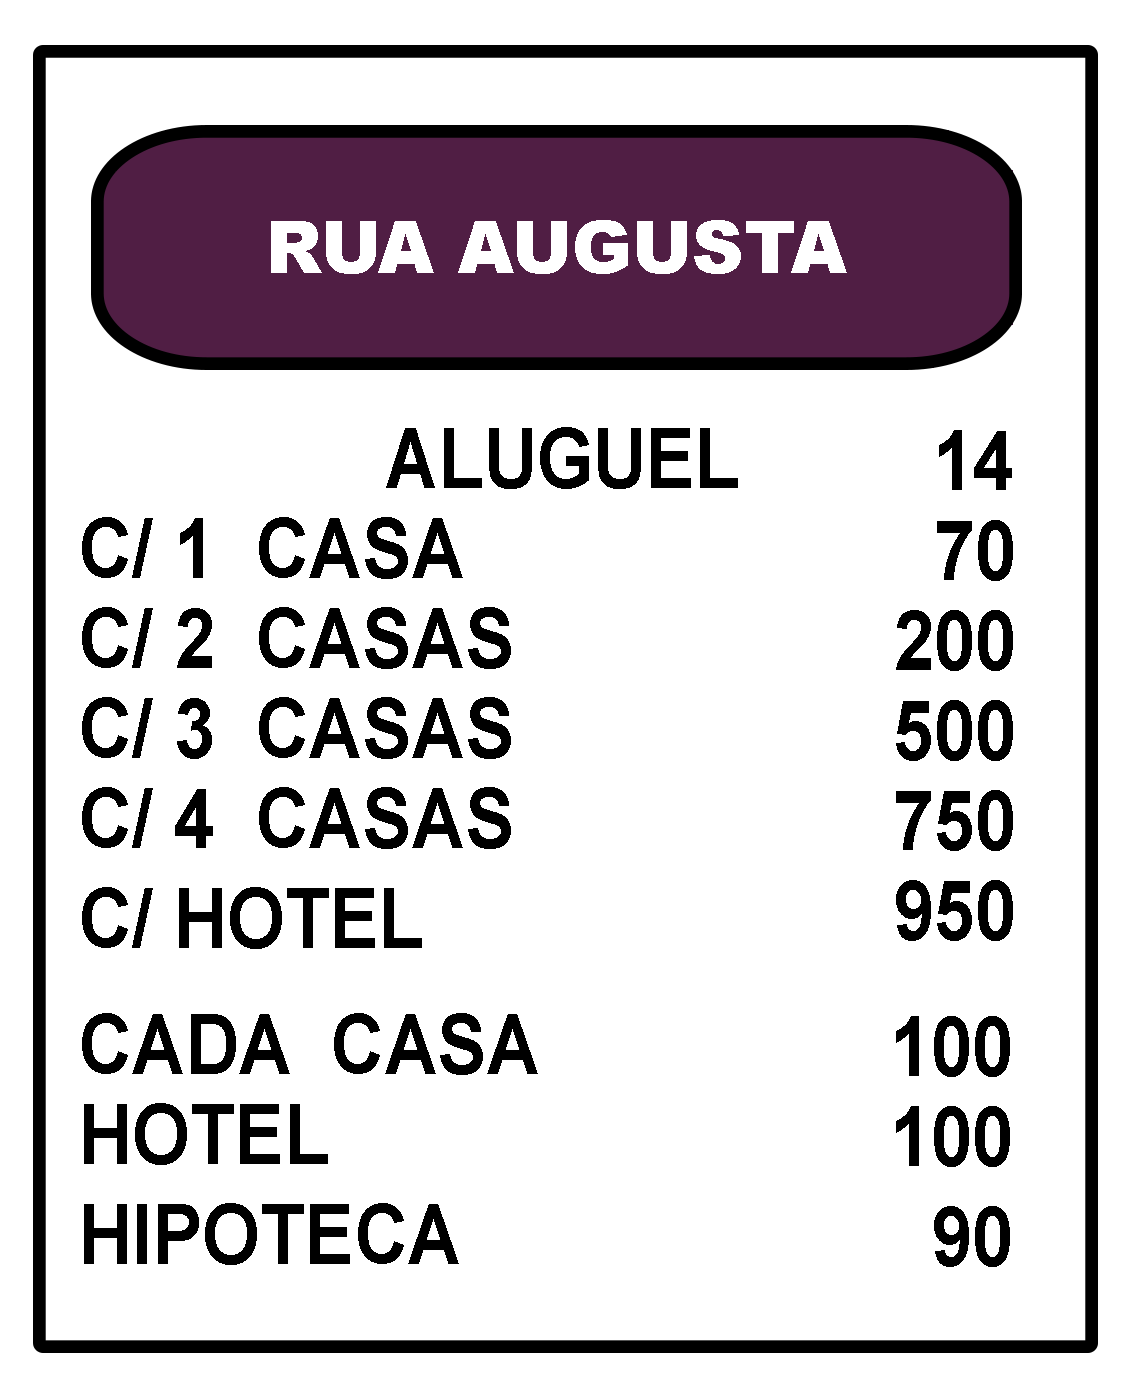 RUA AUGUSTA
ALUGUEL 14
C/ 1 CASA 70
C/ 2 CASAS 200
C/ 3 CASAS 500
C/ 4 CASAS 750
C/ HOTEL 950
CADA CASA 100
HOTEL 100
HIPOTECA 90